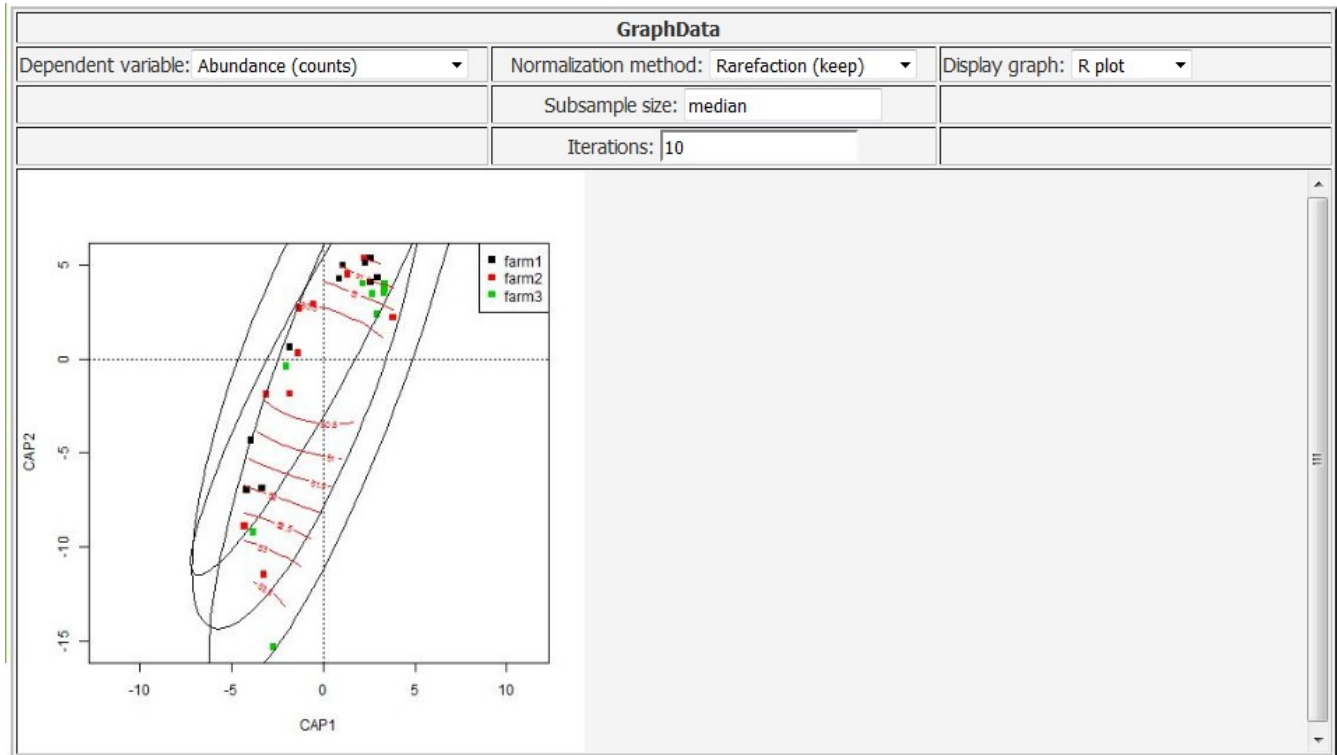 GraphData
Dependent variable: Abundance (counts) Normalization method: Rarefaction (keep) Display graph: R plot
Subsample size: median
Iterations: 10
farm1
farm2
farm3
5
0
-5
-10
-15
CAP2
-10 -5 0 5 10
CAP1